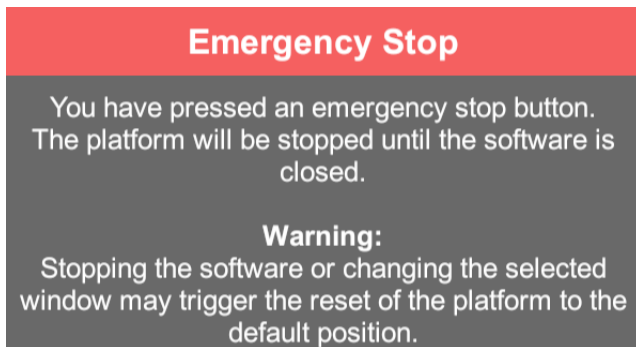 Emergency Stop
You have pressed an emergency stop button.
The platform will be stopped until the software is
closed.
Warning:
Stopping the software or changing the selected
window may trigger the reset of the platform to the
default position.